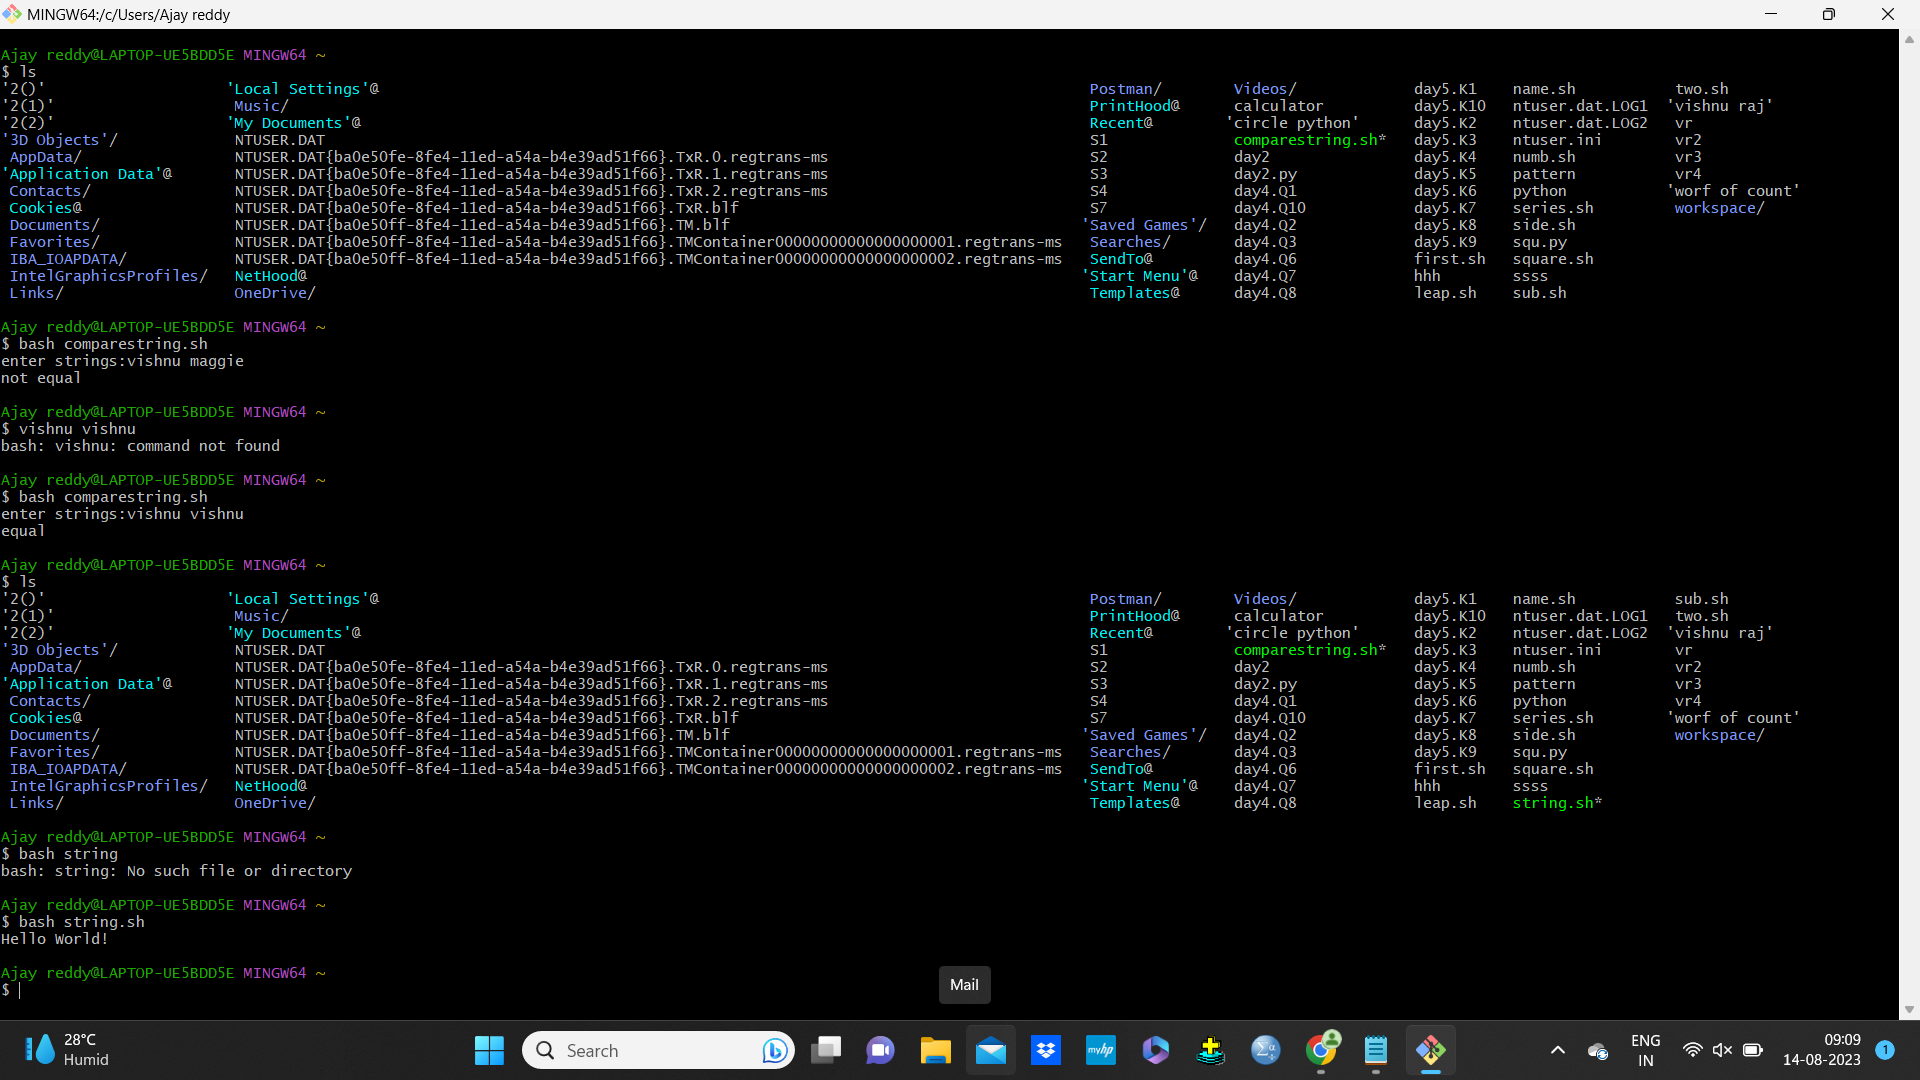 MINGW64:/c/Users/Ajay reddy
Ajay reddy@LAPTOP-UE5BDD5E MINGW64 ~
$ ls
'2()' 'Local Settings'@ Postman/ Videos/ day5.K1 name.sh two.sh
'2(1)' Music/ PrintHood@ calculator day5.K10 ntuser.dat.LOG1 'vishnu raj'
'2(2)' 'My Documents'@ Recent@ 'circle python' day5.K2 ntuser.dat.LOG2 vr
'3D Objects'/ NTUSER.DAT S1 comparestring.sh* day5.K3 ntuser.ini vr2
AppData/ NTUSER.DAT{ba0e50fe-8fe4-11ed-a54a-b4e39ad51f66}.TxR.0.regtrans-ms S2 day2 day5.K4 numb.sh vr3
'Application Data'@ NTUSER.DAT{ba0e50fe-8fe4-11ed-a54a-b4e39ad51f66}.TxR.1.regtrans-ms S3 day2.py day5.K5 pattern vr4
Contacts/ NTUSER.DAT{ba0e50fe-8fe4-11ed-a54a-b4e39ad51f66}.TxR.2.regtrans-ms S4 day4.Q1 day5.K6 python 'worf of count'
Cookies@ NTUSER.DAT{ba0e50fe-8fe4-11ed-a54a-b4e39ad51f66}.TxR.blf S7 day4.Q10 day5.K7 series.sh workspace/
Documents/ NTUSER.DAT{ba0e50ff-8fe4-11ed-a54a-b4e39ad51f66}.TM.blf 'Saved Games'/ day4.Q2 day5.K8 side.sh
Favorites/ NTUSER.DAT{ba0e50ff-8fe4-11ed-a54a-b4e39ad51f66}.TMContainer00000000000000000001.regtrans-ms Searches/ day4.Q3 day5.K9 squ.py
IBA_IOAPDATA/ NTUSER.DAT{ba0e50ff-8fe4-11ed-a54a-b4e39ad51f66}.TMContainer00000000000000000002.regtrans-ms SendTo@ day4.Q6 first.sh square.sh
IntelGraphicsProfiles/ NetHood@ 'Start Menu'@ day4.Q7 hhh ssss
Links/ OneDrive/ Templates@ day4.Q8 leap.sh sub.sh
Ajay reddy@LAPTOP-UE5BDD5E MINGW64 ~
$ bash comparestring.sh
enter strings:vishnu maggie
not equal
Ajay reddy@LAPTOP-UE5BDD5E MINGW64 ~
$ vishnu vishnu
bash: vishnu: command not found
Ajay reddy@LAPTOP-UE5BDD5E MINGW64 ~
$ bash comparestring.sh
enter strings:vishnu vishnu
equal
Ajay reddy@LAPTOP-UE5BDD5E MINGW64 ~
$ ls
'2()' 'Local Settings'@ Postman/ Videos/ day5.K1 name.sh sub.sh
'2(1)' Music/ PrintHood@ calculator day5.K10 ntuser.dat.LOG1 two.sh
'2(2)' 'My Documents'@ Recent@ 'circle python' day5.K2 ntuser.dat.LOG2 'vishnu raj'
'3D Objects'/ NTUSER.DAT S1 comparestring.sh* day5.K3 ntuser.ini vr
AppData/ NTUSER.DAT{ba0e50fe-8fe4-11ed-a54a-b4e39ad51f66}.TxR.0.regtrans-ms S2 day2 day5.K4 numb.sh vr2
'Application Data'@ NTUSER.DAT{ba0e50fe-8fe4-11ed-a54a-b4e39ad51f66}.TxR.1.regtrans-ms S3 day2.py day5.K5 pattern vr3
Contacts/ NTUSER.DAT{ba0e50fe-8fe4-11ed-a54a-b4e39ad51f66}.TxR.2.regtrans-ms S4 day4.Q1 day5.K6 python vr4
Cookies@ NTUSER.DAT{ba0e50fe-8fe4-11ed-a54a-b4e39ad51f66}.TxR.blf S7 day4.Q10 day5.K7 series.sh 'worf of count'
Documents/ NTUSER.DAT{ba0e50ff-8fe4-11ed-a54a-b4e39ad51f66}.TM.blf 'Saved Games'/ day4.Q2 day5.K8 side.sh workspace/
Favorites/ NTUSER.DAT{ba0e50ff-8fe4-11ed-a54a-b4e39ad51f66}.TMContainer00000000000000000001.regtrans-ms Searches/ day4.Q3 day5.K9 squ.py
IBA_IOAPDATA/ NTUSER.DAT{ba0e50ff-8fe4-11ed-a54a-b4e39ad51f66}.TMContainer00000000000000000002.regtrans-ms SendTo@ day4.Q6 first.sh square.sh
IntelGraphicsProfiles/ NetHood@ 'Start Menu'@ day4.Q7 hhh ssss
Links/ OneDrive/ Templates@ day4.Q8 leap.sh string.sh*
Ajay reddy@LAPTOP-UE5BDD5E MINGW64 ~
$ bash string
bash: string: No such file or directory
Ajay reddy@LAPTOP-UE5BDD5E MINGW64 ~
$ bash string.sh
Hello World!
Ajay reddy@LAPTOP-UE5BDD5E MINGW64 ~
$
Mail
28°C
Humid
Search
myhp
ENG
IN
09:09
14-08-2023
1